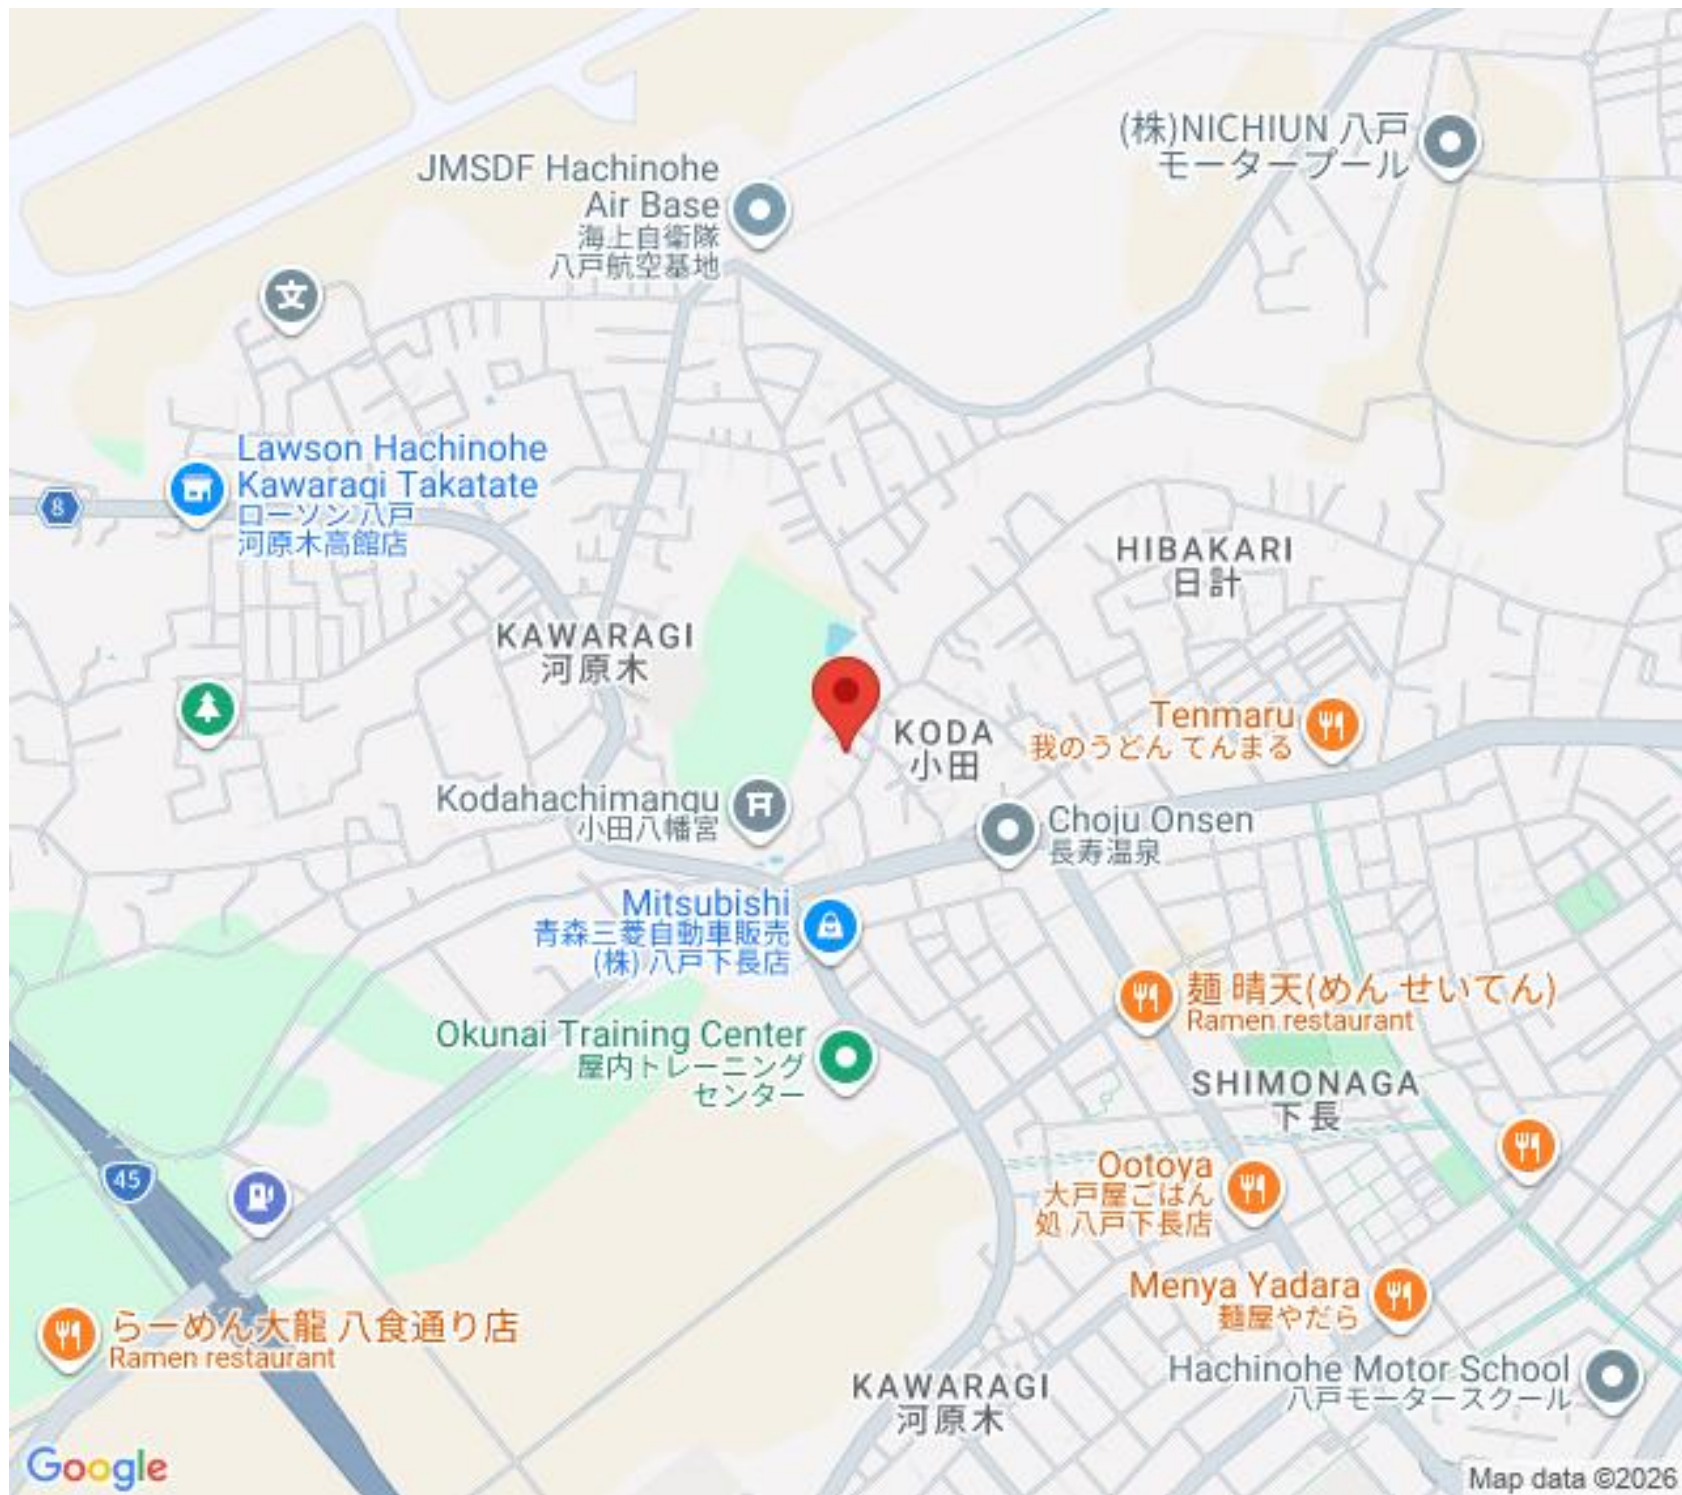 (株)NICHIUN 八戸
モータープール
JMSDF Hachinohe
Air Base
海上自衛隊
八戸航空基地
文
Lawson Hachinohe
Kawaragi Takatate
ローソン 八戸
河原木高館店
8
HIBAKARI
日計
KAWARAGI
河原木
KODA
小田
Tenmaru
我のうどん てんまる
Kodahachimangu
小田八幡宮
Choju Onsen
長寿温泉
Mitsubishi
青森三菱自動車販売
(株) 八戸下長店
麺 晴天(めん せいてん)
Ramen restaurant
Okunai Training Center
屋内トレーニング
センター
SHIMONAGA
下長
45
Ootoya
大戸屋ごはん
処 八戸下長店
Menya Yadara
麺屋やだら
らーめん大龍 八食通り店
Ramen restaurant
Hachinohe Motor School
八戸モータースクール
KAWARAGI
河原木
Google
Map data ©2026